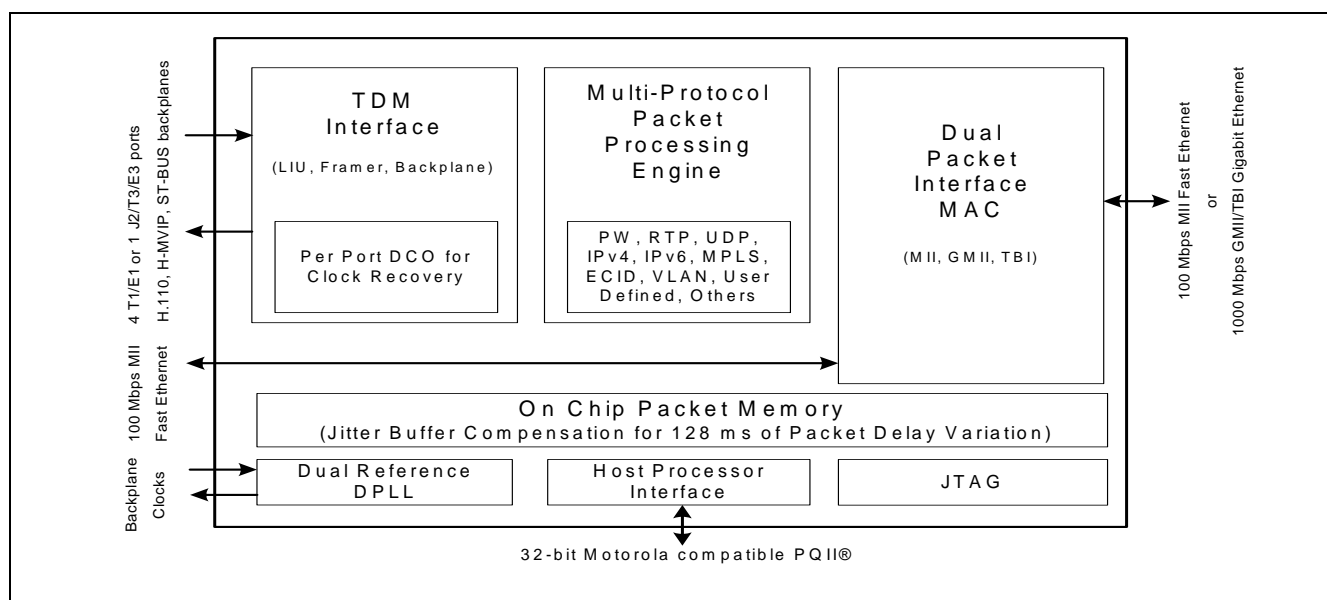 4 T1/E1 or 1 J2/T3/E3 ports
H.110, H-MVIP, ST-BUS backplanes
TDM
Interface
(LIU, Framer, Backplane)
Per Port DCO for
Clock Recovery
Multi-Protocol
Packet
Processing
Engine
PW, RTP, UDP,
IPv4, IPv6, MPLS,
ECID, VLAN, User
Defined, Others
Dual
Packet
Interface
MAC
(MII, GMII, TBI)
100 Mbps MII Fast Ethernet
or
1000 Mbps GMII/TBI Gigabit Ethernet
100 Mbps MII
Fast Ethernet
On Chip Packet Memory
(Jitter Buffer Compensation for 128 ms of Packet Delay Variation)
Backplane
Clocks
Dual Reference
DPLL
Host Processor
Interface
JTAG
32-bit Motorola compatible PQII®